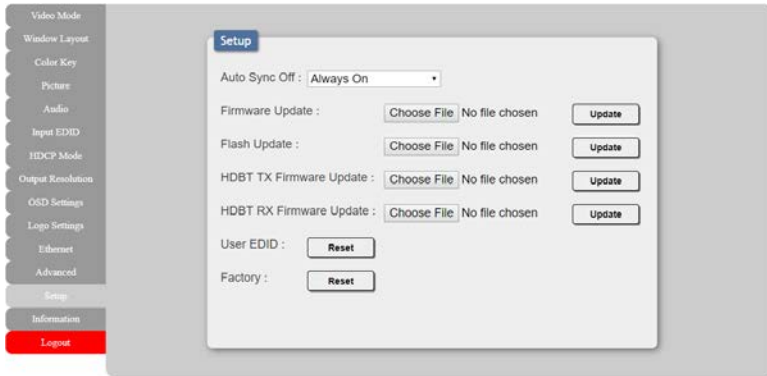 Video Mode
Window Layout
Color Key
Picture
Audio
Input EDID
HDCP Mode
Output Resolution
OSD Settings
Logo Settings
Ethernet
Advanced
Setup
Information
Logout
Setup
Auto Sync Off : Always On
Firmware Update : Choose File No file chosen Update
Flash Update : Choose File No file chosen Update
HDBT TX Firmware Update : Choose File No file chosen Update
HDBT RX Firmware Update : Choose File No file chosen Update
User EDID : Reset
Factory : Reset